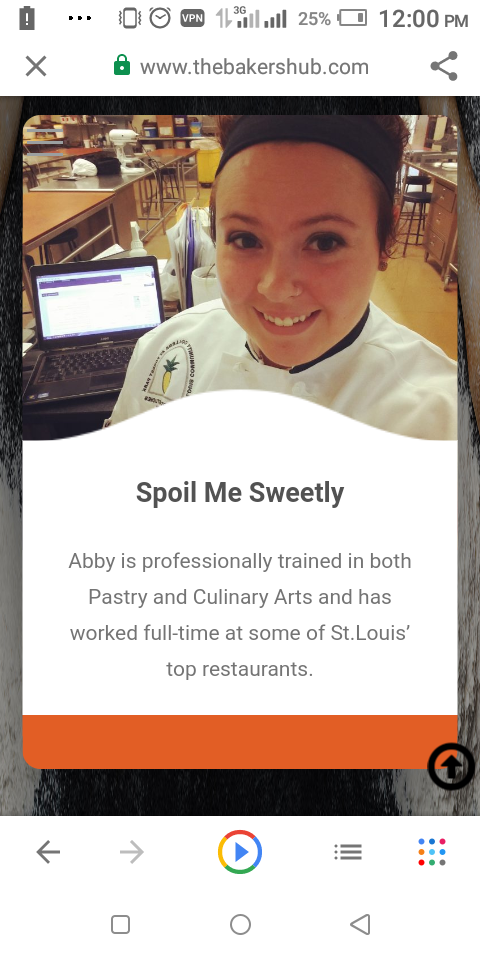 VPN
3G
25%
12:00 PM
www.thebakershub.com
Spoil Me Sweetly
Abby is professionally trained in both
Pastry and Culinary Arts and has
worked full-time at some of St.Louis'
top restaurants.